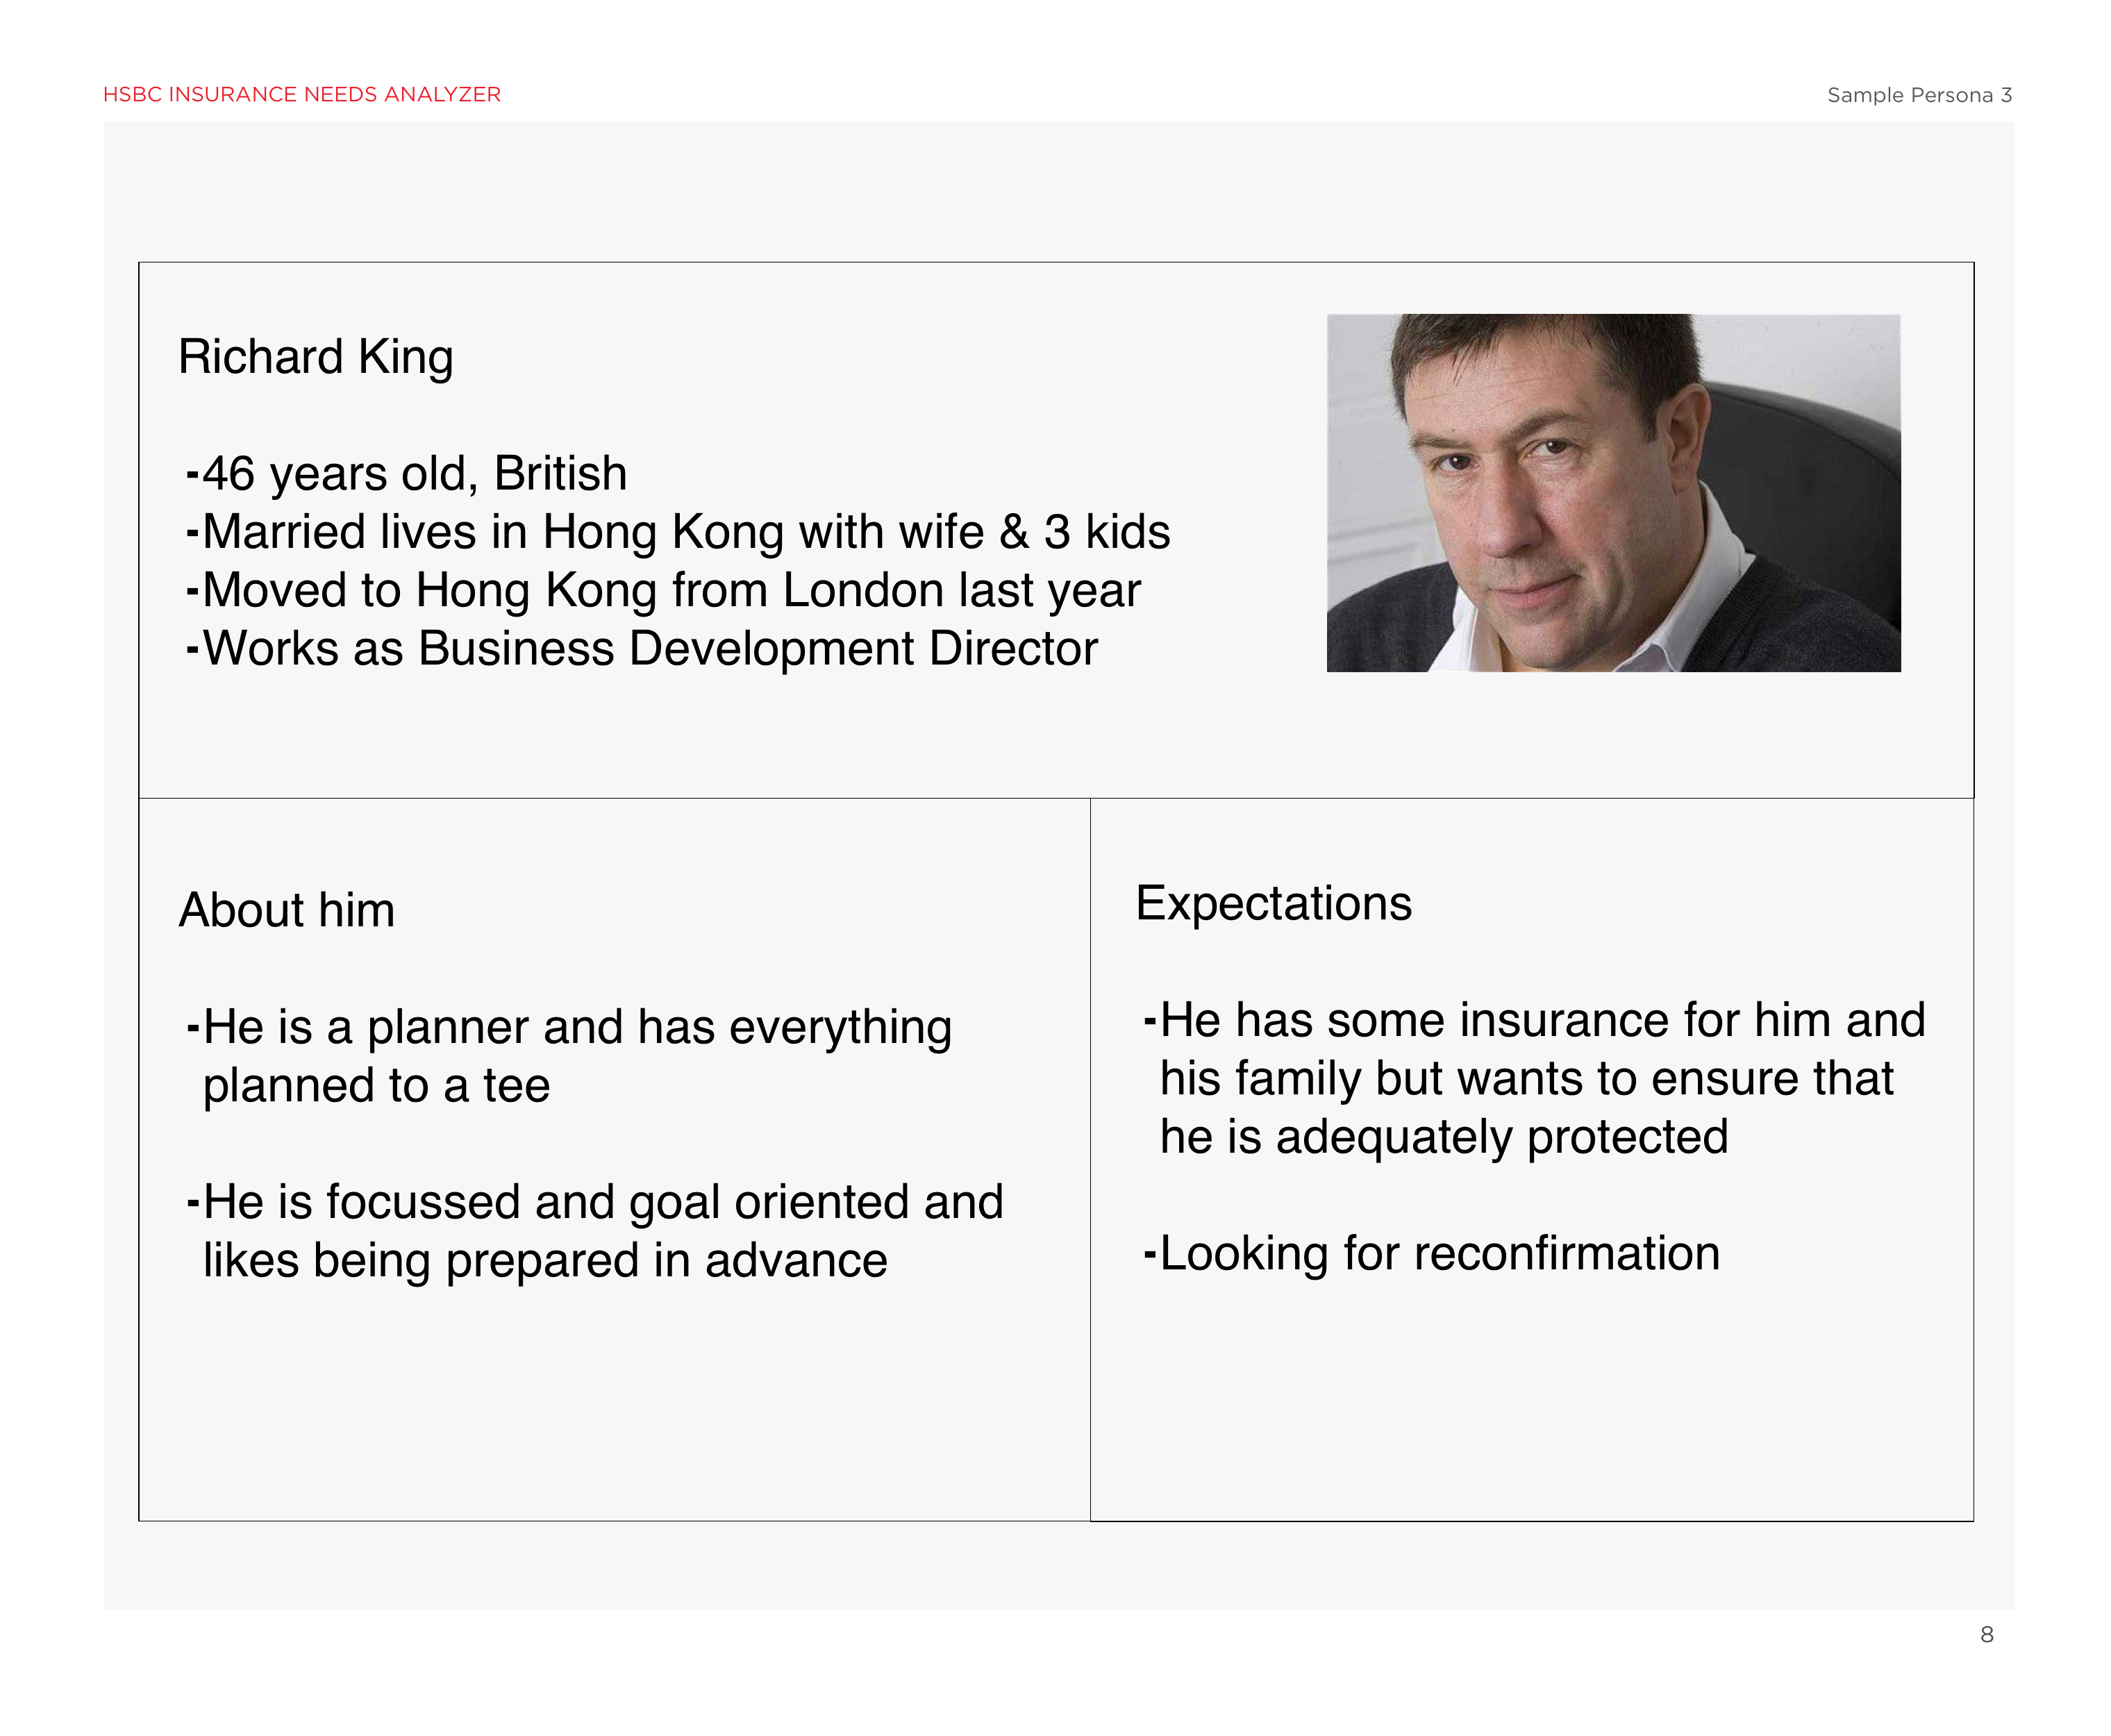 HSBC INSURANCE NEEDS ANALYZER
Sample Persona 3
Richard King
-46 years old, British
-Married lives in Hong Kong with wife & 3 kids
-Moved to Hong Kong from London last year
-Works as Business Development Director
About him
-He is a planner and has everything
planned to a tee
-He is focussed and goal oriented and
likes being prepared in advance
Expectations
-He has some insurance for him and
his family but wants to ensure that
he is adequately protected
-Looking for reconfirmation
8